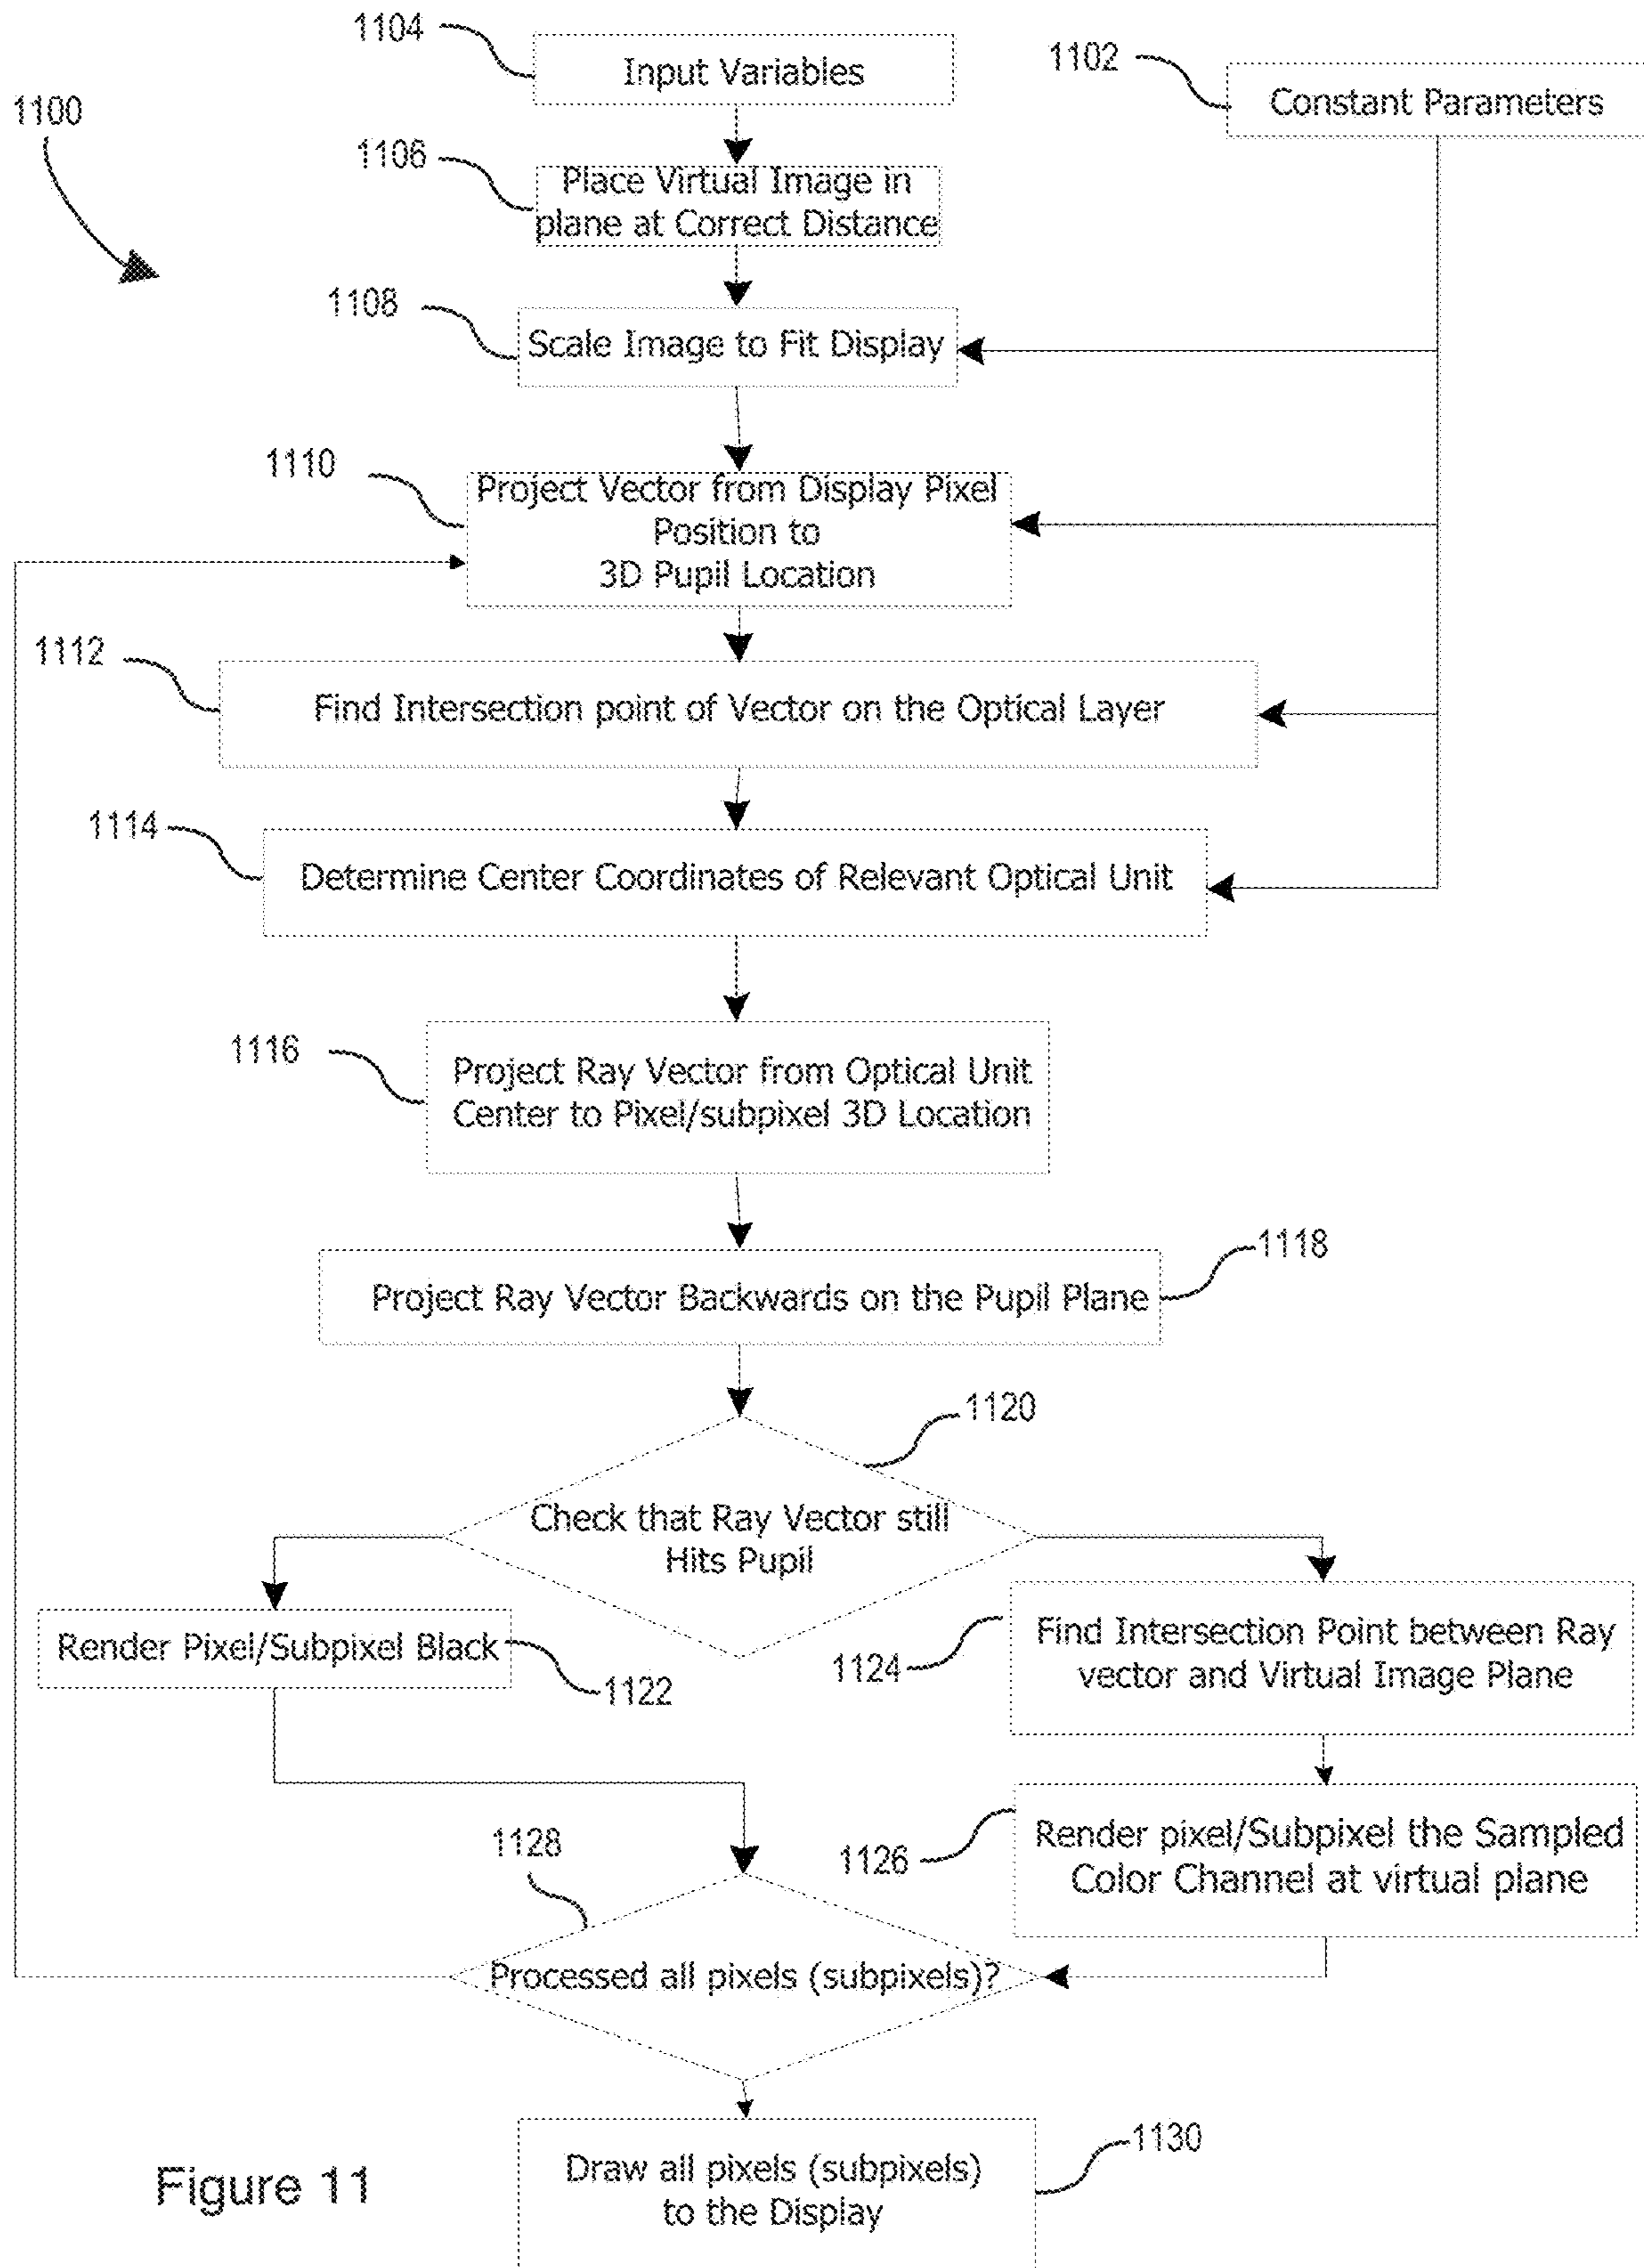 1104
Input Variables
1102
Constant Parameters
1100
1106
Place Virtual Image in
plane at Correct Distance
1108
Scale Image to Fit Display
1110
Project Vector from Display Pixel
Position to
3D Pupil Location
1112
Find Intersection point of Vector on the Optical Layer
1114
Determine Center Coordinates of Relevant Optical Unit
1116
Project Ray Vector from Optical Unit
Center to Pixel/subpixel 3D Location
1118
Project Ray Vector Backwards on the Pupil Plane
1120
Check that Ray Vector still
Hits Pupil
Render Pixel/Subpixel Black
1122
1124
Find Intersection Point between Ray
vector and Virtual Image Plane
1126
Render pixel/Subpixel the Sampled
Color Channel at virtual plane
1128
Processed all pixels (subpixels)?
1130
Draw all pixels (subpixels)
to the Display
Figure 11